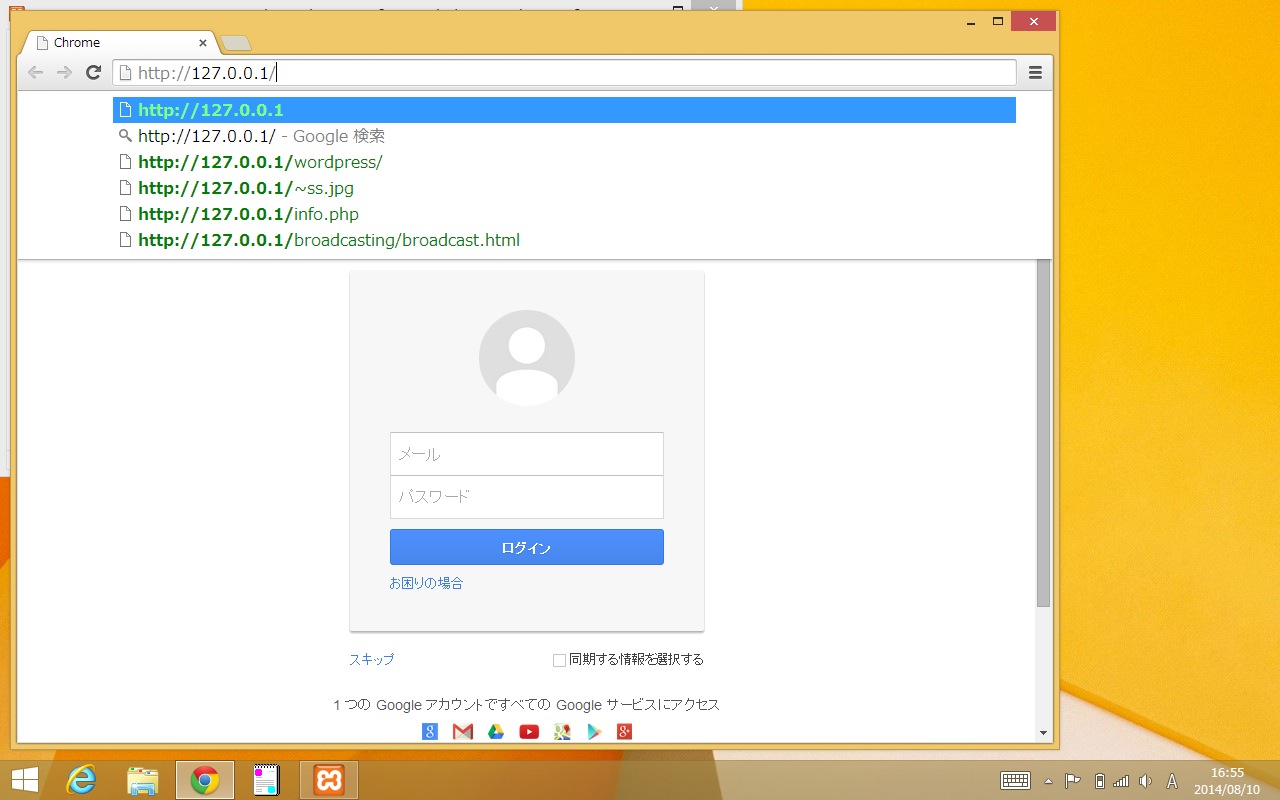 Chrome
http://127.0.0.1/
http://127.0.0.1
http://127.0.0.1/ - Google 検索
http://127.0.0.1/wordpress/
http://127.0.0.1/~ss.jpg
http://127.0.0.1/info.php
http://127.0.0.1/broadcasting/broadcast.html
メール
パスワード
ログイン
お困りの場合
スキップ
同期する情報を選択する
1 つの Google アカウントですべての Google サービスにアクセス
A
16:55
2014/08/10